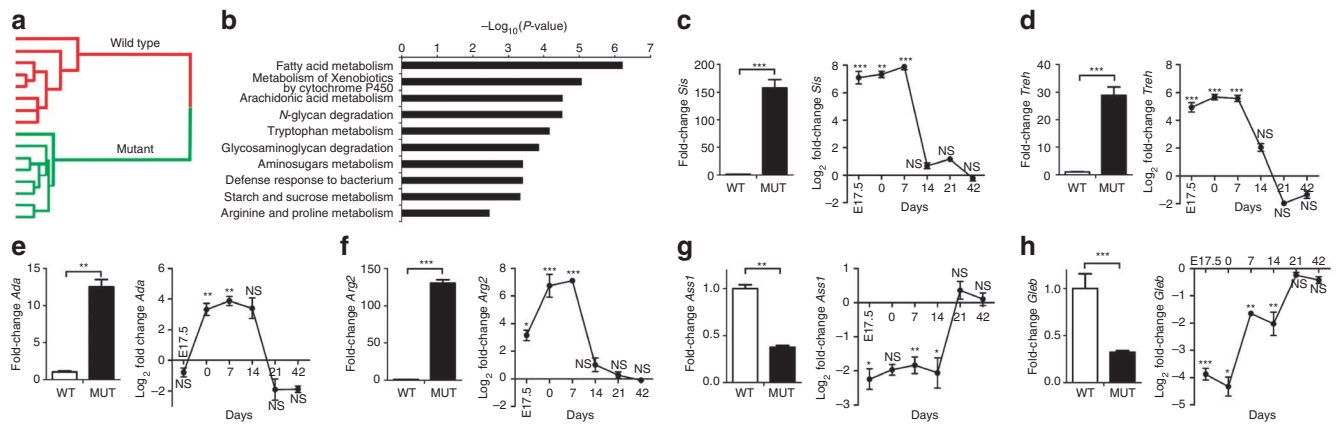 a
Wild type
Mutant
b
–Log10(P-value)
0 1 2 3 4 5 6 7
Fatty acid metabolism
Metabolism of Xenobiotics
by cytochrome P450
Arachidonic acid metabolism
N-glycan degradation
Tryptophan metabolism
Glycosaminoglycan degradation
Aminosugars metabolism
Defense response to bacterium
Starch and sucrose metabolism
Arginine and proline metabolism
c
Fold-change Sis
200
150
100
50
0
***
WT MUT
Log2 fold-change Sis
8
6
4
2
0
−2
*** ** ***
NS NS NS
E17.5 0 7 14 21 42
Days
d
Fold-change Treh
40
30
20
10
0
***
WT MUT
Log2 fold-change Treh
8
6
4
2
0
−2
*** *** ***
NS
NS NS
E17.5 0 7 14 21 42
Days
e
Fold-change Ada
15
10
5
0
**
WT MUT
Log2 fold change Ada
6
4
2
0
−2
** ** NS
NS NS NS
E17.5 0 7 14 21 42
Days
f
Fold-change Arg2
150
100
50
0
***
WT MUT
Log2 fold-change Arg2
8
6
4
2
0
−2
* *** ***
NS NS NS
E17.5 0 7 14 21 42
Days
g
Fold-change Ass1
1.0
0.5
0.0
**
WT MUT
Log2 fold-change Ass1
1
0
−1
−2
−3
E17.5 0 7 14 21 42
* NS ** *
NS NS
Days
h
Fold-change Gleb
1.0
0.5
0.0
***
WT MUT
Log2 fold-change Gleb
0
−1
−2
−3
−4
−5
E17.5 0 7 14 21 42
*** * ** **
NS NS
Days